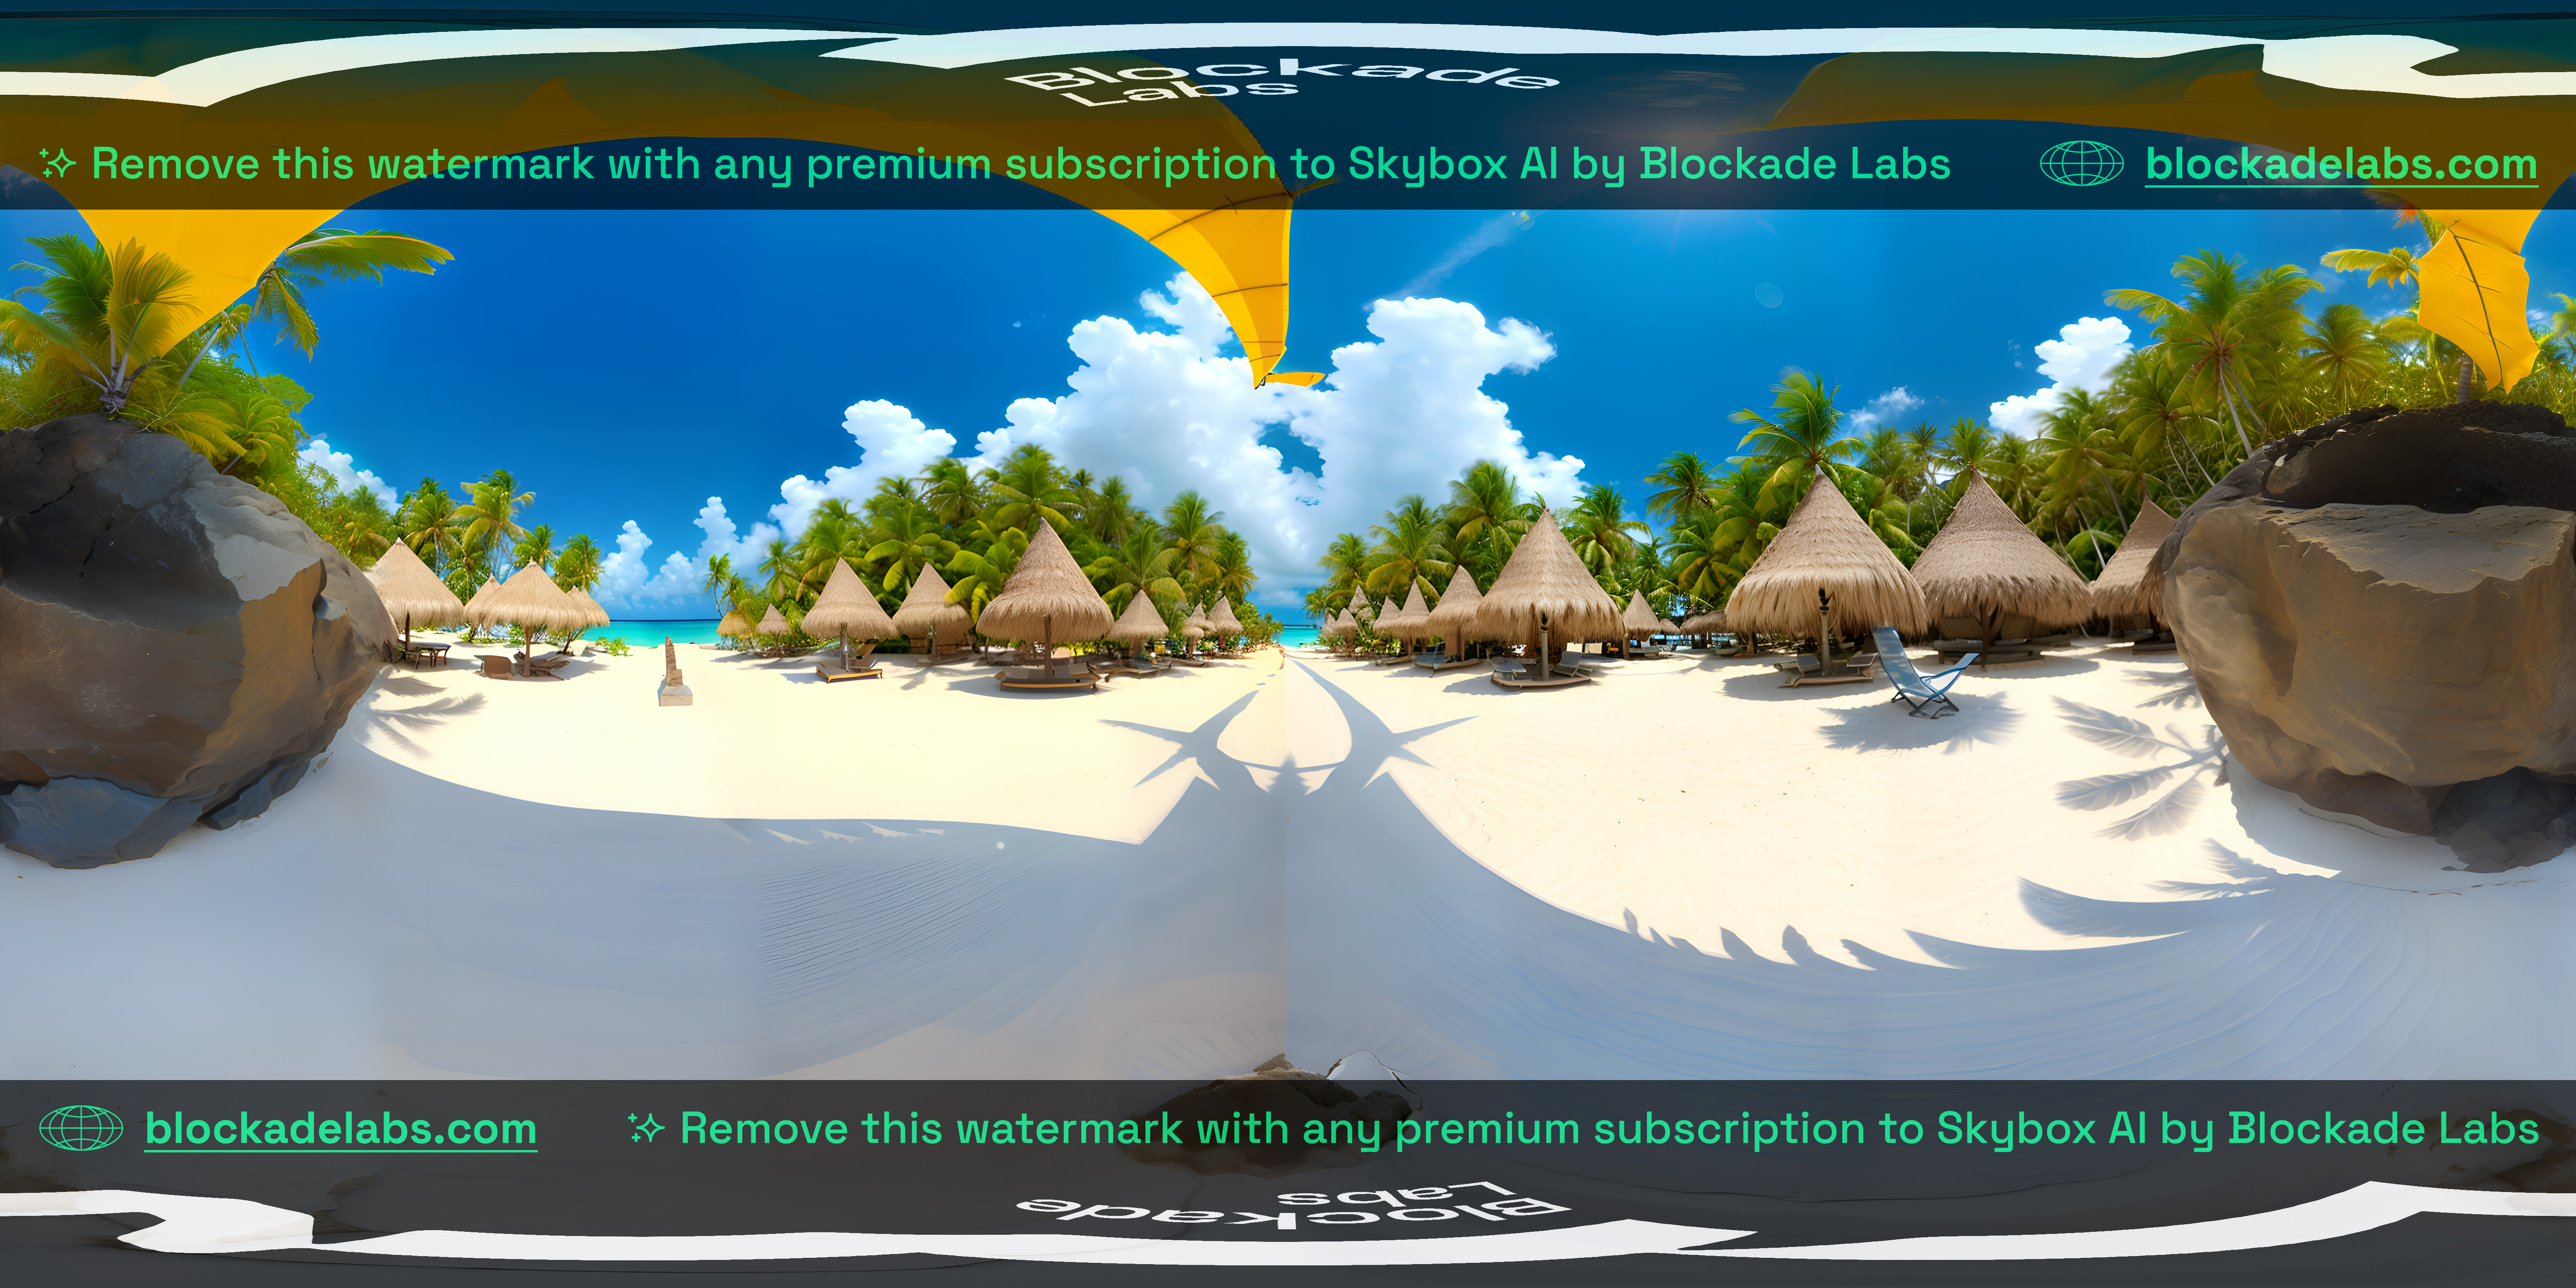 Blockade
Labs
Remove this watermark with any premium subscription to Skybox AI by Blockade Labs
blockadelabs.com
blockadelabs.com
Remove this watermark with any premium subscription to Skybox AI by Blockade Labs
Labs
Blockade